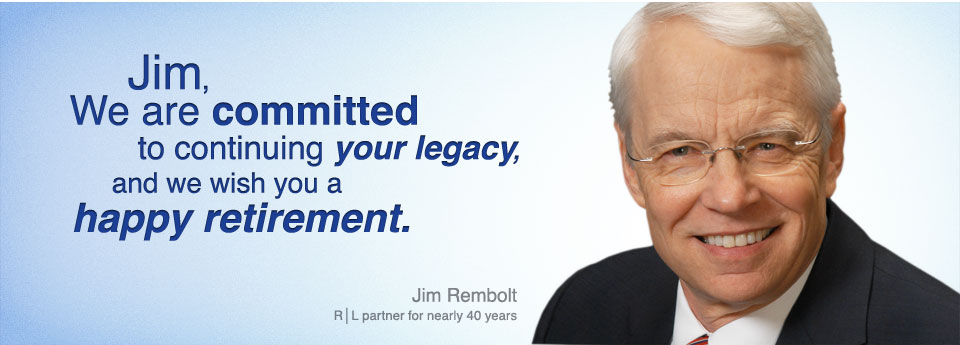 Jim,
We are committed
to continuing your legacy,
and we wish you a
happy retirement.
Jim Rembolt
R|L partner for nearly 40 years